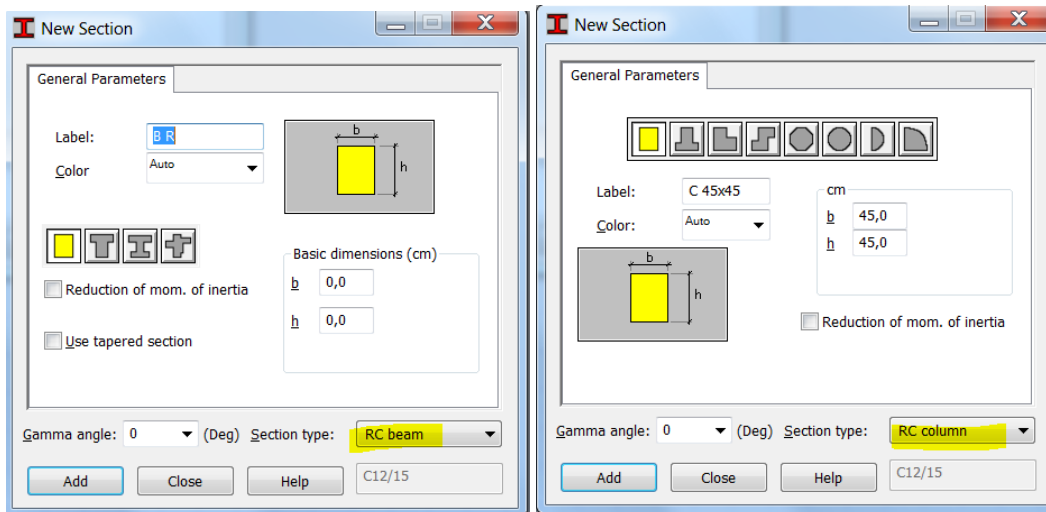 New Section
General Parameters
Label: B R
Color Auto
b
h
Basic dimensions (cm)
b 0,0
h 0,0
Reduction of mom. of inertia
Use tapered section
Gamma angle: 0 (Deg) Section type: RC beam
Add Close Help C12/15
New Section
General Parameters
Label: C 45x45
Color: Auto
cm
b 45,0
h 45,0
b
h
Reduction of mom. of inertia
Gamma angle: 0 (Deg) Section type: RC column
Add Close Help C12/15